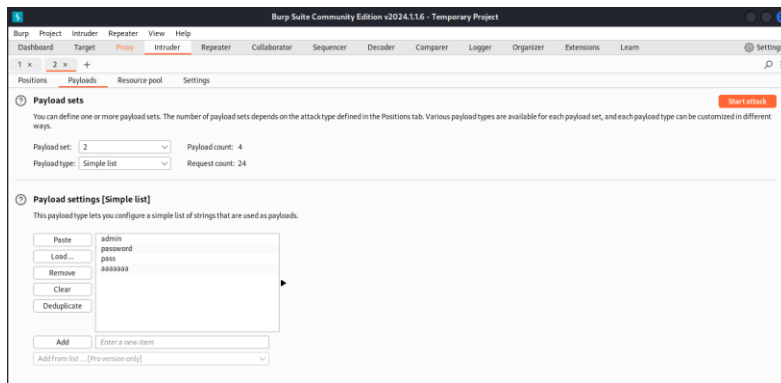 Burp Suite Community Edition v2024.1.1.6 - Temporary Project
Burp Project Intruder Repeater View Help
Dashboard Target Proxy Intruder Repeater Collaborator Sequencer Decoder Comparer Logger Organizer Extensions Learn Settings
1 × 2 × +
Positions Payloads Resource pool Settings
? Payload sets Start attack
You can define one or more payload sets. The number of payload sets depends on the attack type defined in the Positions tab. Various payload types are available for each payload set, and each payload type can be customized in different
ways.
Payload set: 2 Payload count: 4
Payload type: Simple list Request count: 24
? Payload settings [Simple list]
This payload type lets you configure a simple list of strings that are used as payloads.
Paste admin
password
Load ... pass
aaaaaaa
Remove
Clear
Deduplicate
Add Enter a new item
Add from list ... [Pro version only]